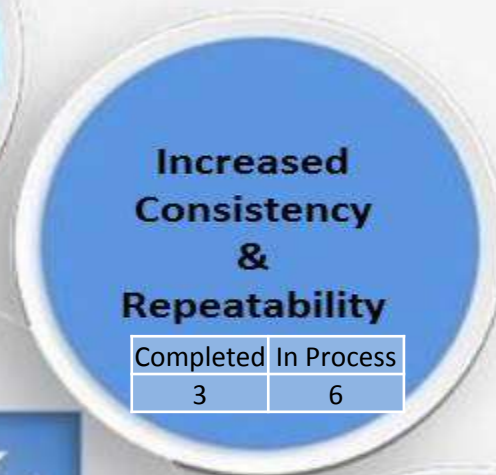 Increased
Consistency
&
Repeatability
Completed In Process
3 6